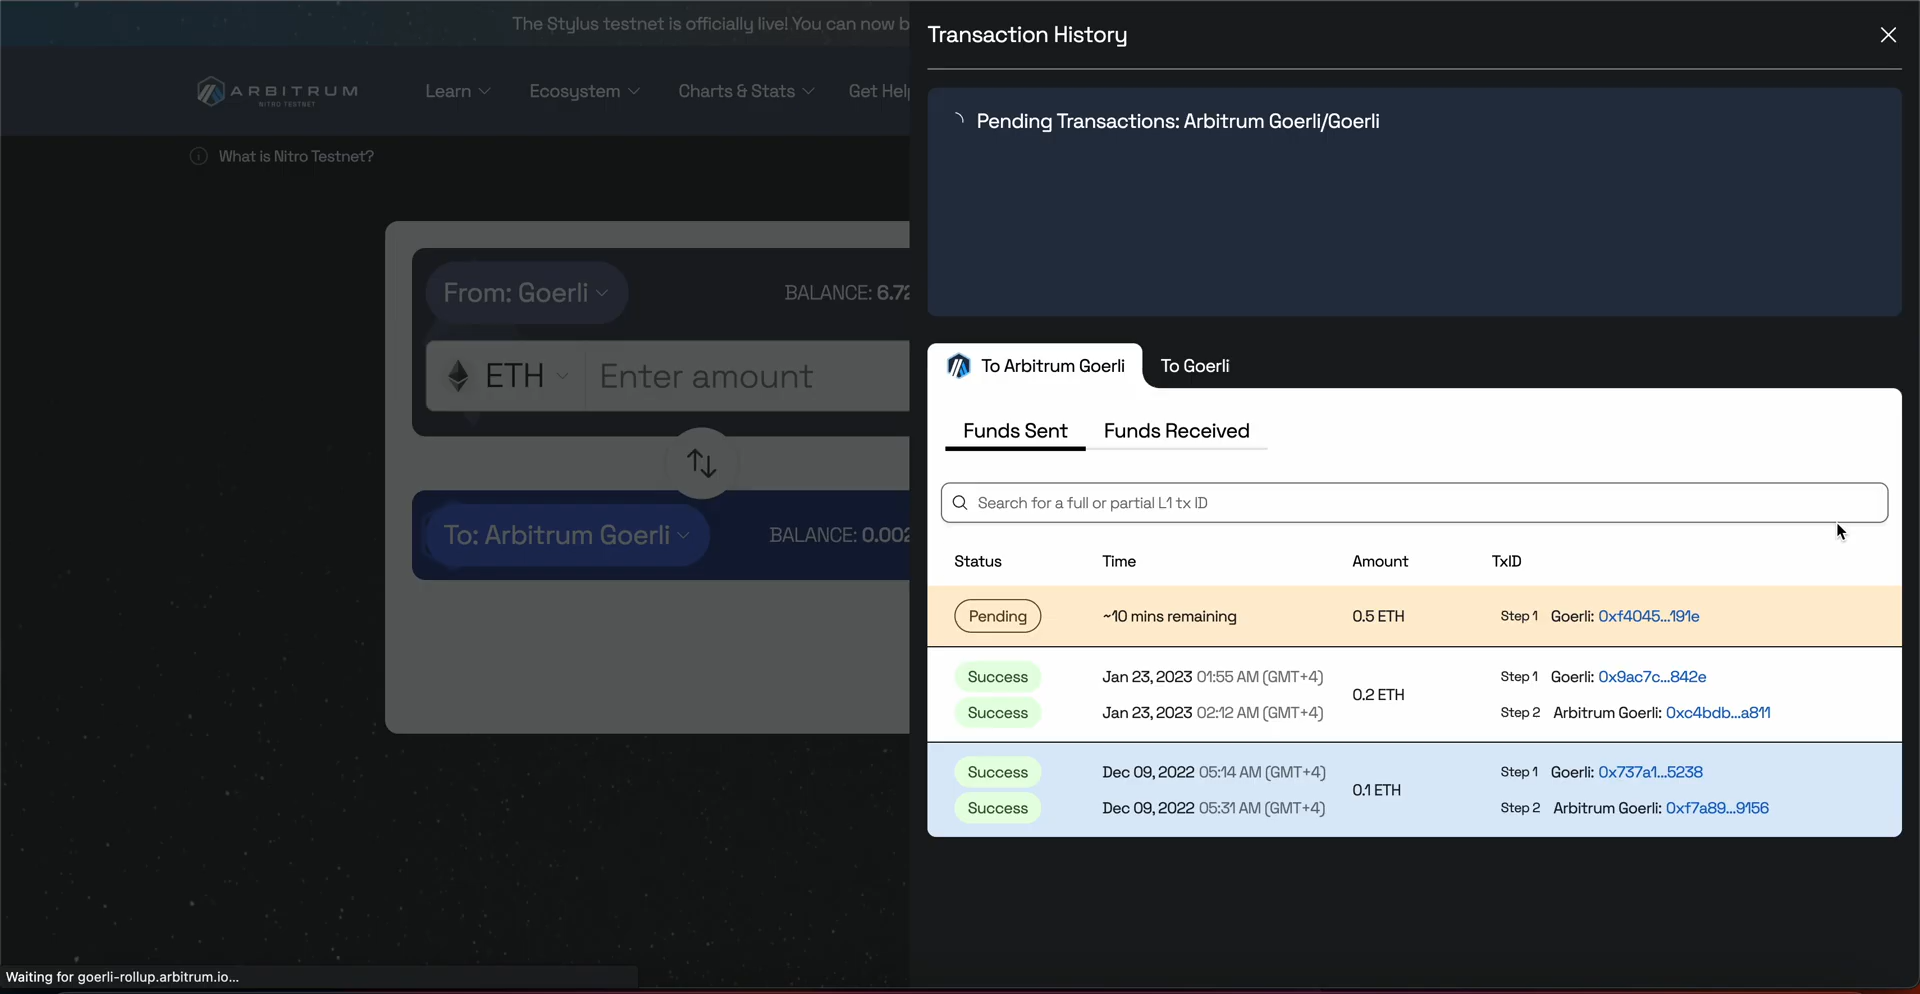 The Stylus testnet is officially live! You can now b
ARBITRUM
NITRO TESTNET
Learn
Ecosystem
Charts & Stats
Get Help
What is Nitro Testnet?
From: Goerli
BALANCE: 6.72
ETH
Enter amount
To: Arbitrum Goerli
BALANCE: 0.002
Waiting for goerli-rollup.arbitrum.io...
Transaction History
Pending Transactions: Arbitrum Goerli/Goerli
To Arbitrum Goerli
To Goerli
Funds Sent
Funds Received
Search for a full or partial L1 tx ID
Status Time Amount TxID
Pending ~10 mins remaining 0.5 ETH Step 1 Goerli: 0xf4045...191e
Success Jan 23, 2023 01:55 AM (GMT+4) Step 1 Goerli: 0x9ac7c...842e
0.2 ETH
Success Jan 23, 2023 02:12 AM (GMT+4) Step 2 Arbitrum Goerli: 0xc4bdb...a811
Success Dec 09, 2022 05:14 AM (GMT+4) Step 1 Goerli: 0x737a1...5238
0.1 ETH
Success Dec 09, 2022 05:31 AM (GMT+4) Step 2 Arbitrum Goerli: 0xf7a89...9156